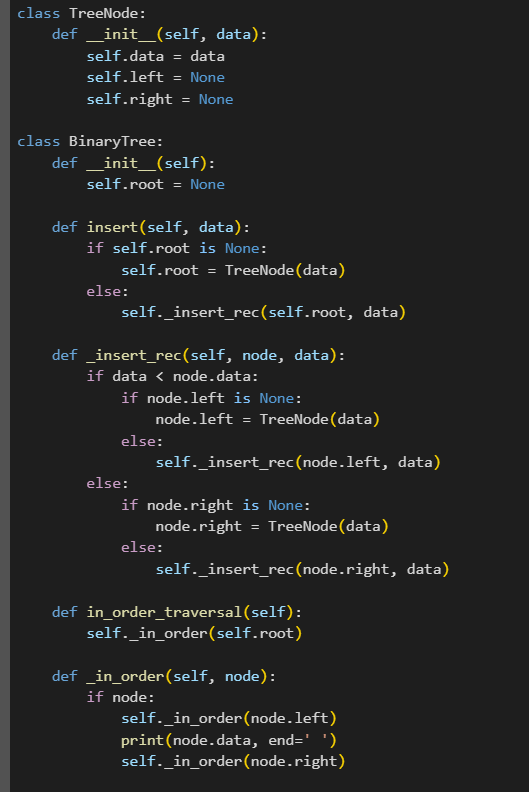 class TreeNode:
    def __init__(self, data):
        self.data = data
        self.left = None
        self.right = None

class BinaryTree:
    def __init__(self):
        self.root = None

    def insert(self, data):
        if self.root is None:
            self.root = TreeNode(data)
        else:
            self._insert_rec(self.root, data)

    def _insert_rec(self, node, data):
        if data < node.data:
            if node.left is None:
                node.left = TreeNode(data)
            else:
                self._insert_rec(node.left, data)
        else:
            if node.right is None:
                node.right = TreeNode(data)
            else:
                self._insert_rec(node.right, data)

    def in_order_traversal(self):
        self._in_order(self.root)

    def _in_order(self, node):
        if node:
            self._in_order(node.left)
            print(node.data, end=' ')
            self._in_order(node.right)